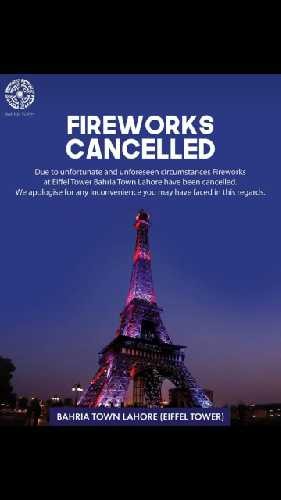 FIREWORKS
CANCELLED
Due to unfortunate and unforeseen circumstances Fireworks
at Eiffel Tower Bahria Town Lahore have been cancelled.
We apologise for any inconvenience you may have faced in this regards.
BAHRIA TOWN LAHORE (EIFFEL TOWER)